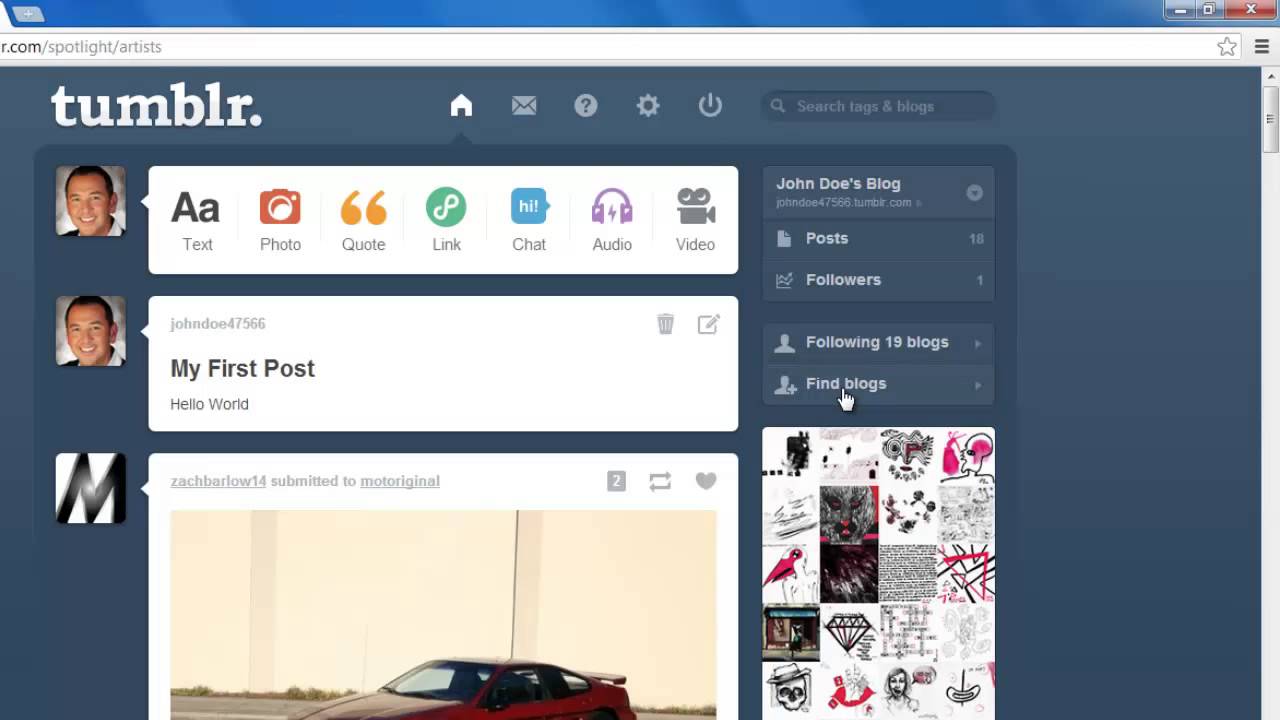 r.com/spotlight/artists
tumblr.
?
Search tags & blogs
Aa
Text
Photo
Quote
Link
hi!
Chat
Audio
Video
John Doe's Blog
johndoe47566.tumblr.com
Posts 18
Followers 1
johndoe47566
My First Post
Hello World
Following 19 blogs
Find blogs
zachbarlow14 submitted to motoriginal
2
M